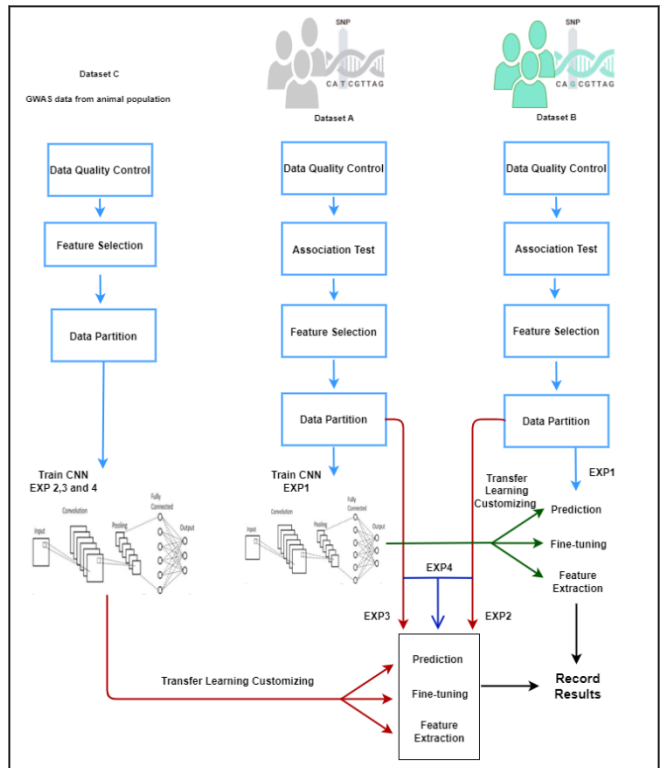 Dataset C
GWAS data from animal population
SNP
CATCGTTAG
Dataset A
SNP
CAGCGTTAG
Dataset B
Data Quality Control
Feature Selection
Data Partition
Train CNN
EXP 2,3 and 4
Input
Convolution
Pooling
Fully
Connected
Output
Data Quality Control
Association Test
Feature Selection
Data Partition
Train CNN
EXP1
Input
Convolution
Pooling
Fully
Connected
Output
Data Quality Control
Association Test
Feature Selection
Data Partition
EXP1
Transfer
Learning
Customizing
Prediction
Fine-tuning
Feature
Extraction
EXP4
EXP3
EXP2
Transfer Learning Customizing
Prediction
Fine-tuning
Feature
Extraction
Record
Results